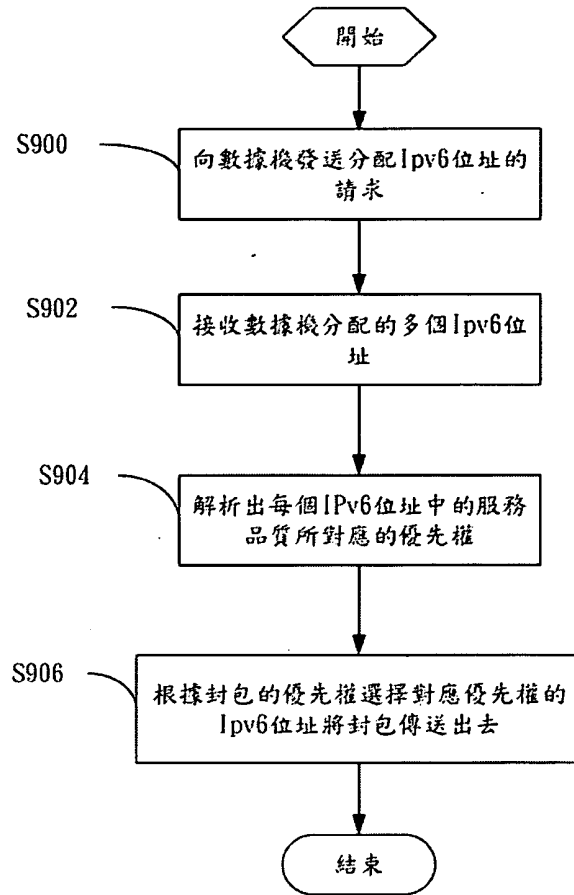 開始
S900
向數據機發送分配Ipv6位址的
請求
S902
接收數據機分配的多個Ipv6位
址
S904
解析出每個IPv6位址中的服務
品質所對應的優先權
S906
根據封包的優先權選擇對應優先權的
Ipv6位址將封包傳送出去
結束